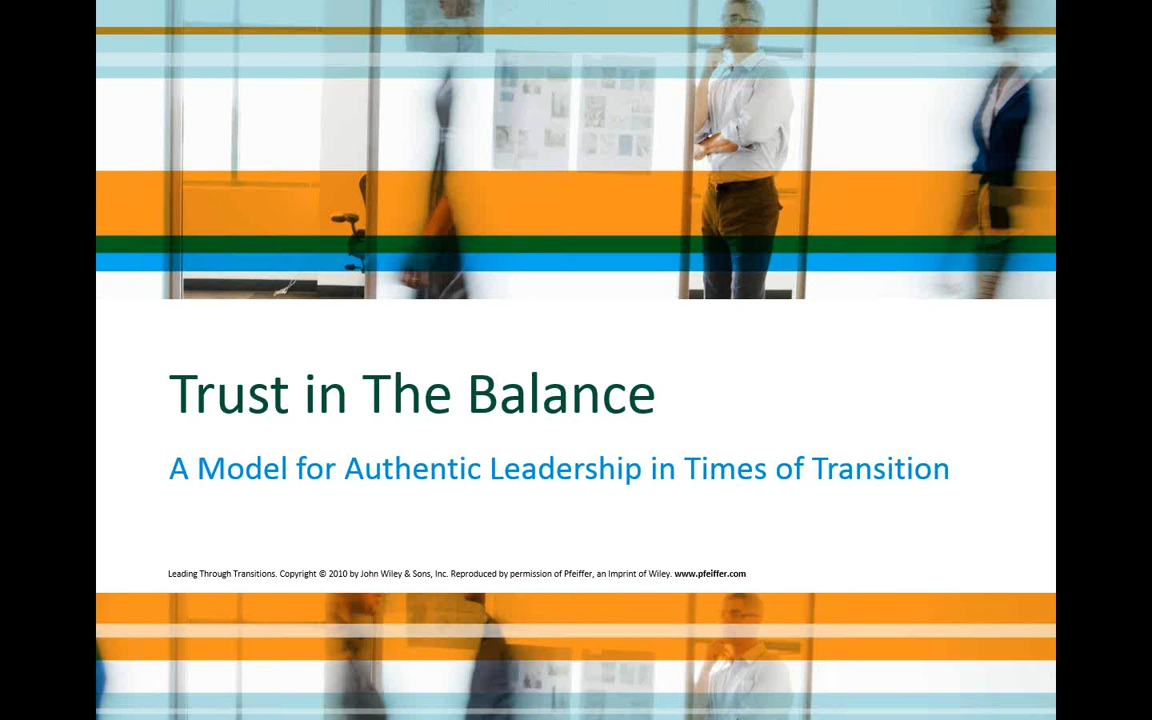 Trust in The Balance
A Model for Authentic Leadership in Times of Transition
Leading Through Transitions. Copyright © 2010 by John Wiley & Sons, Inc. Reproduced by permission of Pfeiffer, an Imprint of Wiley. www.pfeiffer.com